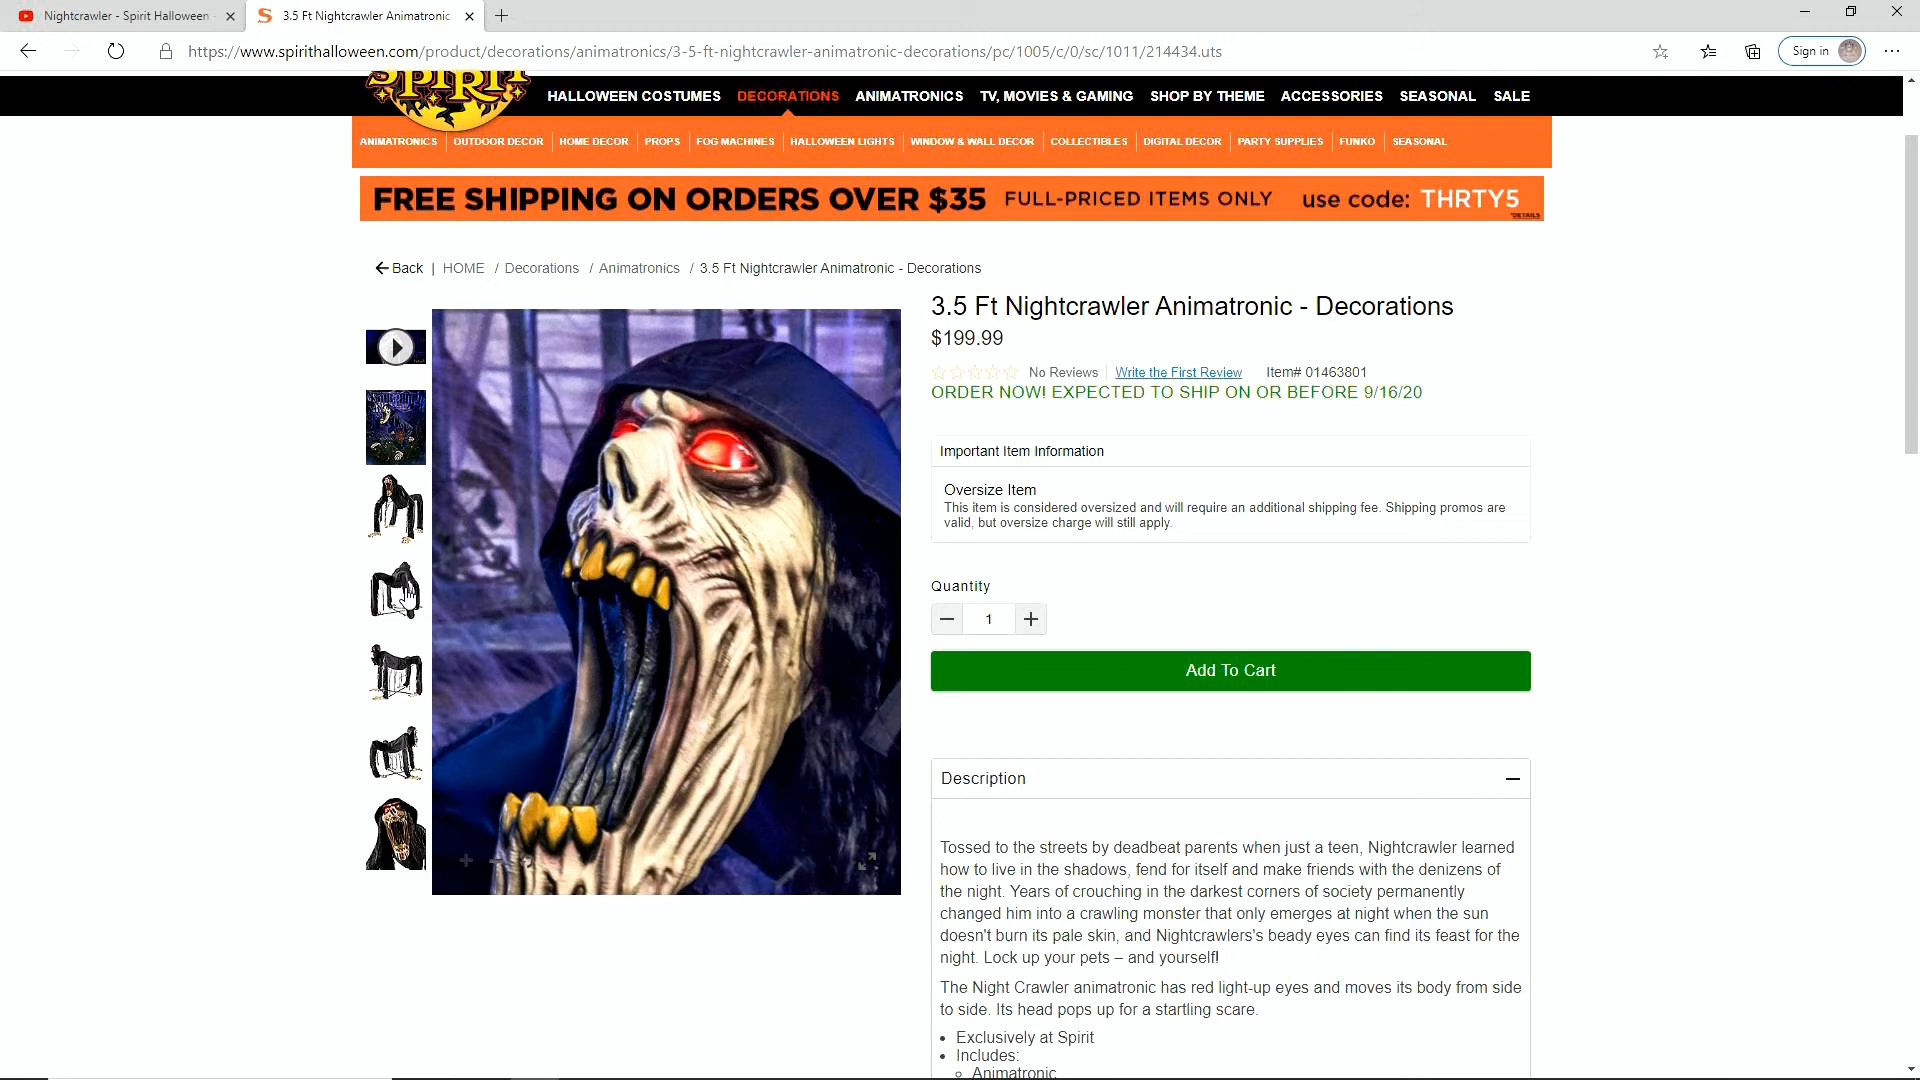 Nightcrawler - Spirit Halloween
3.5 Ft Nightcrawler Animatronic
https://www.spirithalloween.com/product/decorations/animatronics/3-5-ft-nightcrawler-animatronic-decorations/pc/1005/c/0/sc/1011/214434.uts
Sign in
SPIRIT
HALLOWEEN COSTUMES DECORATIONS ANIMATRONICS TV, MOVIES & GAMING SHOP BY THEME ACCESSORIES SEASONAL SALE
ANIMATRONICS OUTDOOR DECOR HOME DECOR PROPS FOG MACHINES HALLOWEEN LIGHTS WINDOW & WALL DECOR COLLECTIBLES DIGITAL DECOR PARTY SUPPLIES FUNKO SEASONAL
FREE SHIPPING ON ORDERS OVER $35 FULL-PRICED ITEMS ONLY use code: THRTY5
*DETAILS
Back | HOME / Decorations / Animatronics / 3.5 Ft Nightcrawler Animatronic - Decorations
3.5 Ft Nightcrawler Animatronic - Decorations
$199.99
No Reviews Write the First Review Item# 01463801
ORDER NOW! EXPECTED TO SHIP ON OR BEFORE 9/16/20
Important Item Information
Oversize Item
This item is considered oversized and will require an additional shipping fee. Shipping promos are
valid, but oversize charge will still apply.
Quantity
1
Add To Cart
Description
Tossed to the streets by deadbeat parents when just a teen, Nightcrawler learned
how to live in the shadows, fend for itself and make friends with the denizens of
the night. Years of crouching in the darkest corners of society permanently
changed him into a crawling monster that only emerges at night when the sun
doesn't burn its pale skin, and Nightcrawlers's beady eyes can find its feast for the
night. Lock up your pets – and yourself!
The Night Crawler animatronic has red light-up eyes and moves its body from side
to side. Its head pops up for a startling scare.
• Exclusively at Spirit
• Includes:
Animatronic